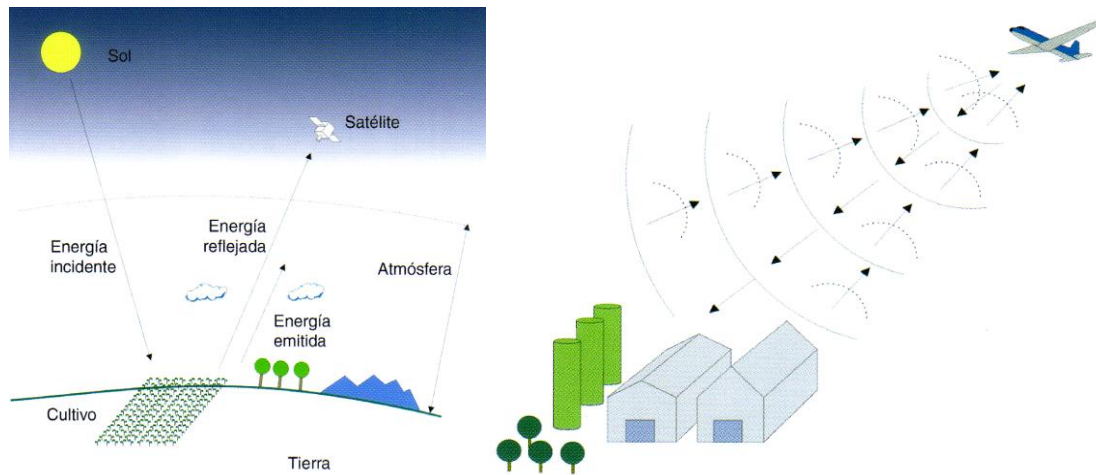 Sol
Satélite
Energía
reflejada
Energía
incidente
Atmósfera
Energía
emitida
Cultivo
Tierra